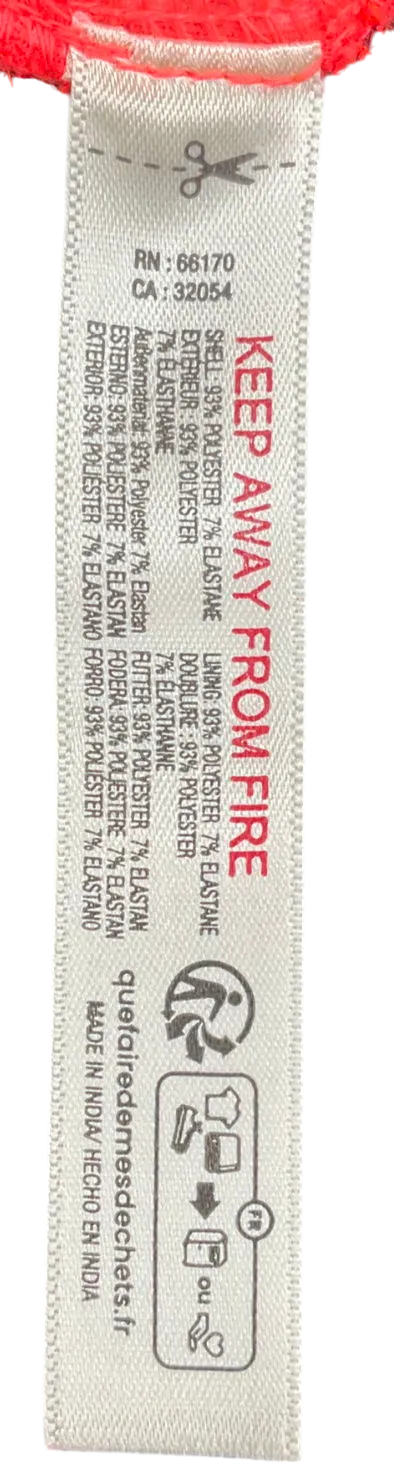 RN : 66170
CA : 32054
KEEP AWAY FROM FIRE
SHELL: 93% POLYESTER 7% ELASTANE
EXTERIEUR : 93% POLYESTER
7% ELASTHANNE
Außenmaterial: 93% Polyester 7% Elastan
ESTERNO: 93% POLIESTERE 7% ELASTAN
EXTERIOR: 93% POLIÉSTER 7% ELASTANO
LINING: 93% POLYESTER 7% ELASTANE
DOUBLURE : 93% POLYESTER
7% ELASTHANNE
FUTTER: 93% POLYESTER 7% ELASTAN
FODERA: 93% POLIESTERE 7% ELASTAN
FORRO: 93% POLIÉSTER 7% ELASTANO
FR
ou
quefairedemesdechets.fr
MADE IN INDIA/ HECHO EN INDIA